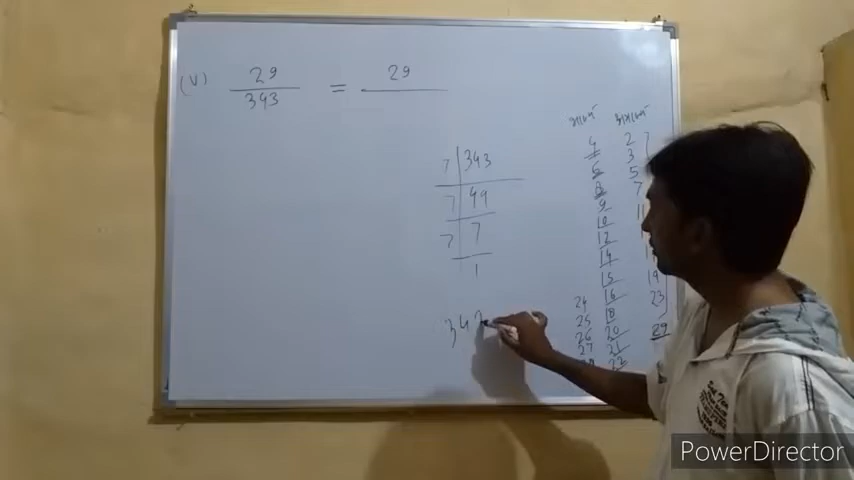 (V) 29/343 = 29/
7 | 343
7 | 49
7 | 7
1
343
4 2
6 3
8 5
9 7
10 11
12
14
15 19
24 16 23
25 18
26 20 29
27 21
22
PowerDirector